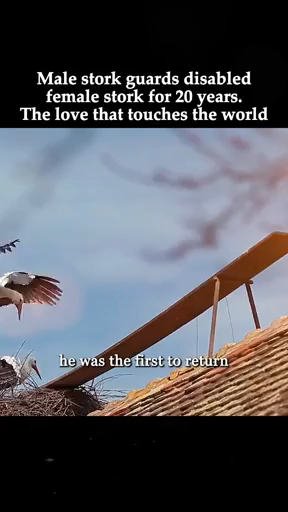 Male stork guards disabled
female stork for 20 years.
The love that touches the world
he was the first to return